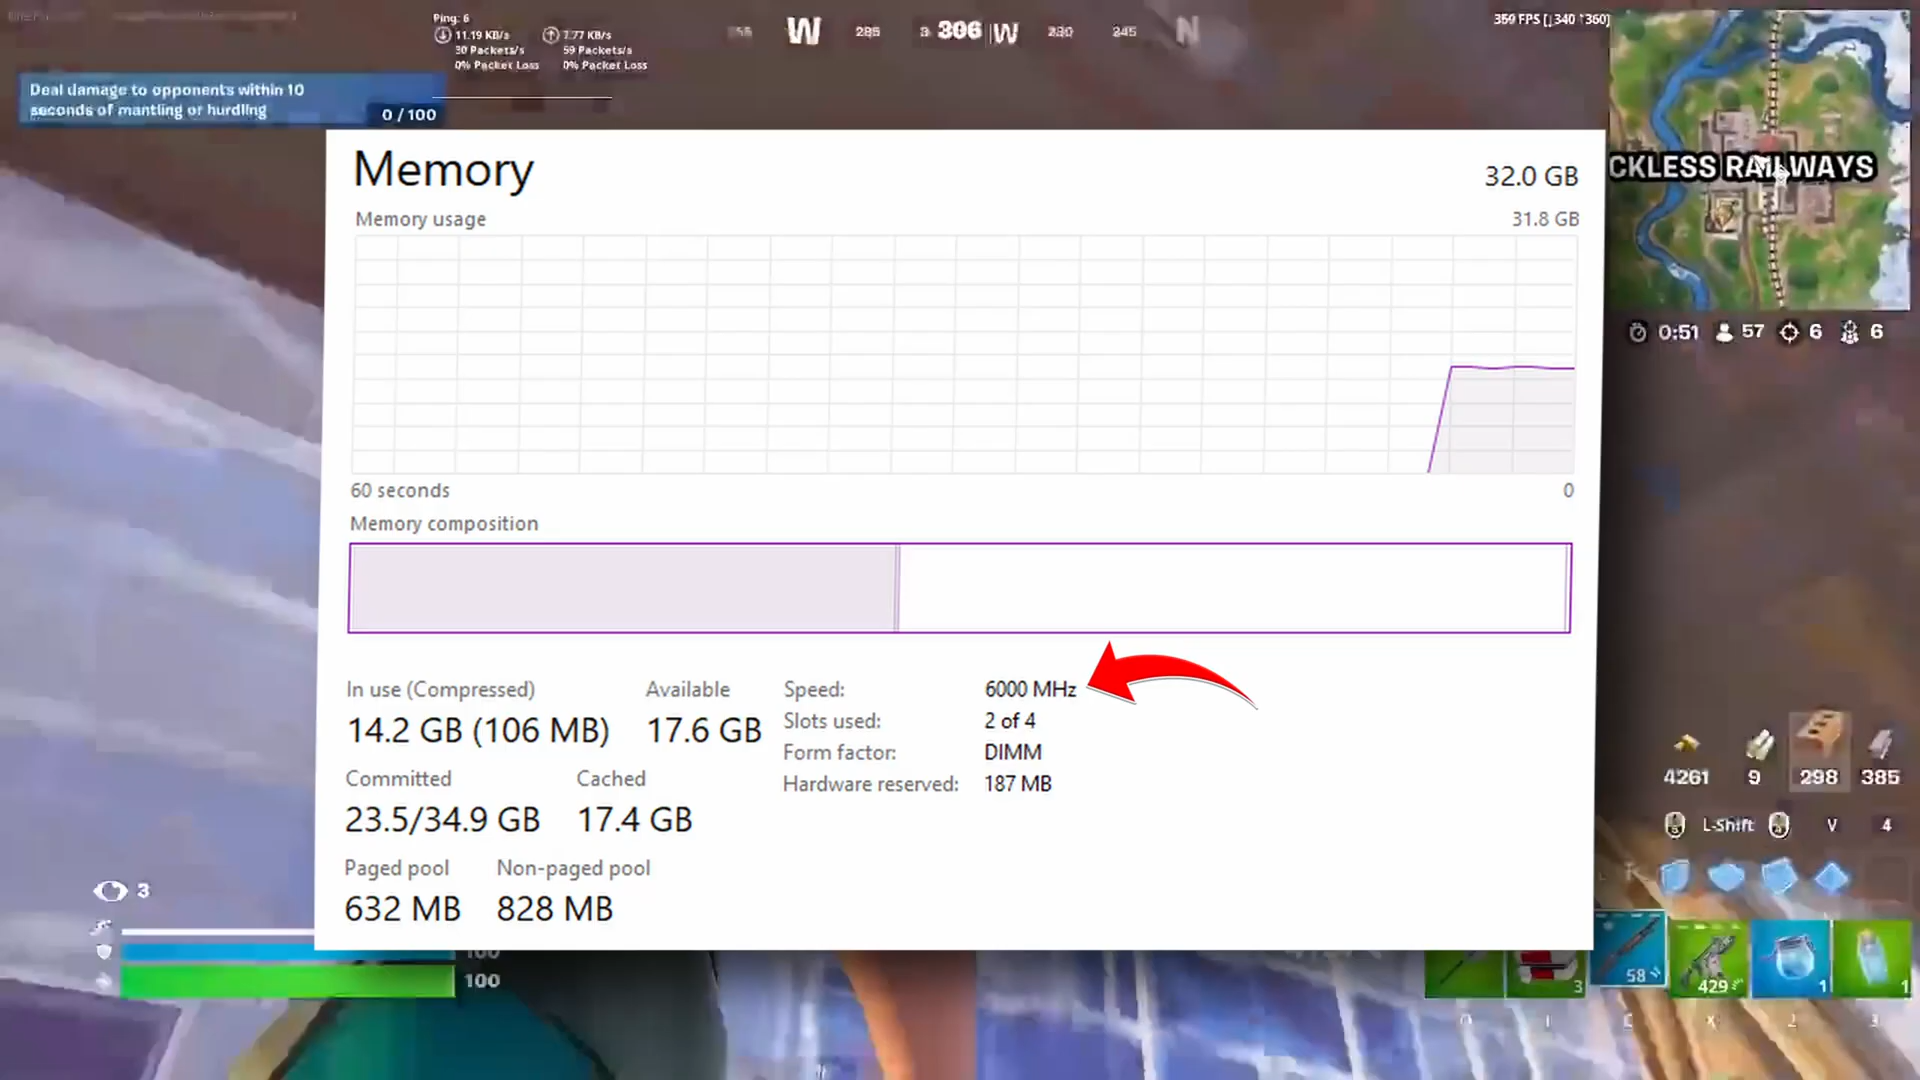 Ping: 6
11.19 KB/s 7.77 KB/s
30 Packets/s 59 Packets/s
0% Packet Loss 0% Packet Loss
W 285 306 W 230 245 N
359 FPS [↓340 ↑360]
Deal damage to opponents within 10
seconds of mantling or hurdling
0 / 100
CKLESS RAILWAYS
0:51 57 6 6
Memory
32.0 GB
Memory usage
31.8 GB
60 seconds
0
Memory composition
In use (Compressed)
14.2 GB (106 MB)
Available
17.6 GB
Committed
23.5/34.9 GB
Cached
17.4 GB
Paged pool
632 MB
Non-paged pool
828 MB
Speed: 6000 MHz
Slots used: 2 of 4
Form factor: DIMM
Hardware reserved: 187 MB
4261 9 298 385
L-Shift V 4
3
100
100
3 58 429 1 1
X 2 3